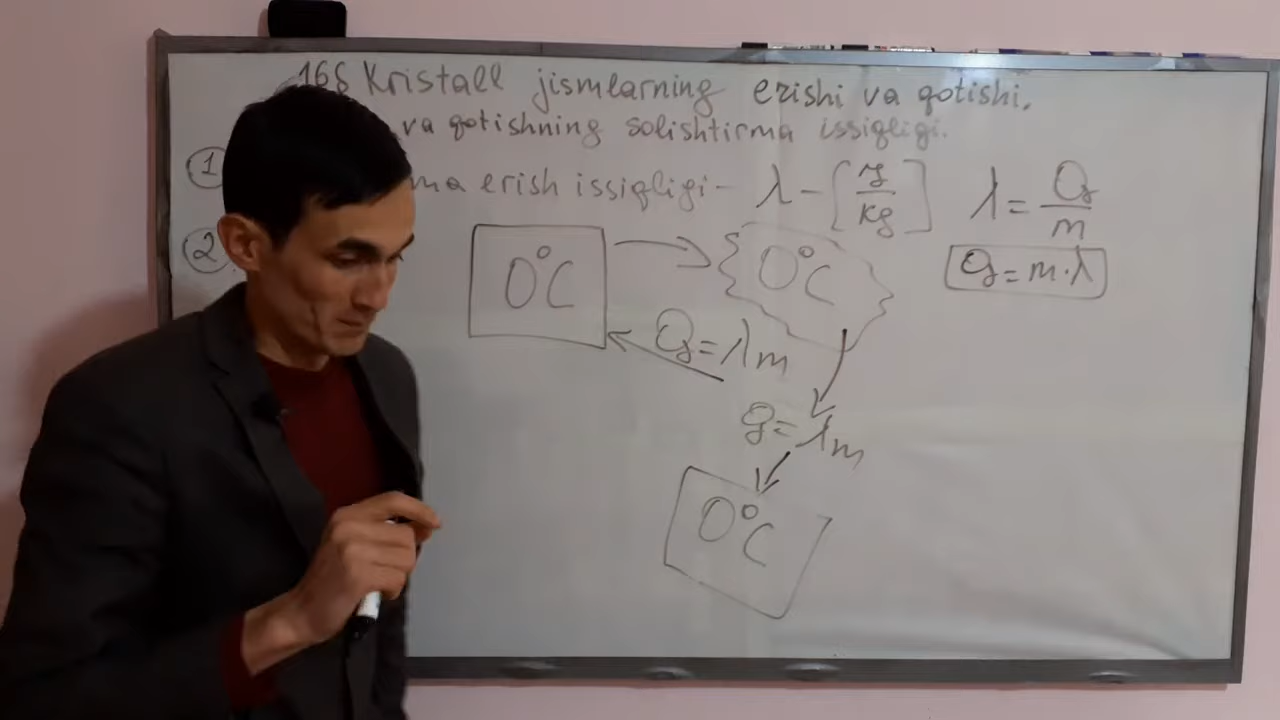 168 Kristall jismlarning erishi va qotishi.
va qotishning solishtirma issiqligi.
1 ma erish issiqligi - λ - [J/kg] λ = Q/m
2
0°C 0°C Q = m·λ
Q = λm
Q = λm
0°C